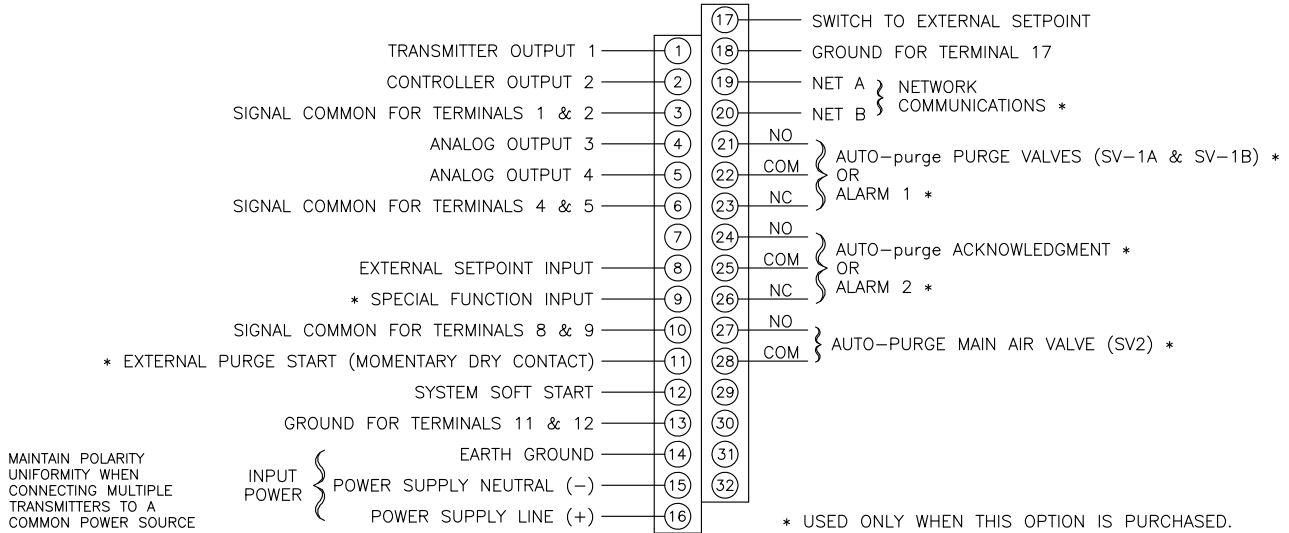 17 SWITCH TO EXTERNAL SETPOINT
TRANSMITTER OUTPUT 1 1 18 GROUND FOR TERMINAL 17
CONTROLLER OUTPUT 2 2 19 NET A
NETWORK
COMMUNICATIONS *
SIGNAL COMMON FOR TERMINALS 1 & 2 3 20 NET B
ANALOG OUTPUT 3 4 21 NO
AUTO-purge PURGE VALVES (SV-1A & SV-1B) *
ANALOG OUTPUT 4 5 22 COM OR
ALARM 1 *
SIGNAL COMMON FOR TERMINALS 4 & 5 6 23 NC
7 24 NO
AUTO-purge ACKNOWLEDGMENT *
EXTERNAL SETPOINT INPUT 8 25 COM OR
ALARM 2 *
* SPECIAL FUNCTION INPUT 9 26 NC
SIGNAL COMMON FOR TERMINALS 8 & 9 10 27 NO
AUTO-PURGE MAIN AIR VALVE (SV2) *
* EXTERNAL PURGE START (MOMENTARY DRY CONTACT) 11 28 COM
SYSTEM SOFT START 12 29
GROUND FOR TERMINALS 11 & 12 13 30
EARTH GROUND 14 31
INPUT
POWER
POWER SUPPLY NEUTRAL (-) 15 32
POWER SUPPLY LINE (+) 16
MAINTAIN POLARITY
UNIFORMITY WHEN
CONNECTING MULTIPLE
TRANSMITTERS TO A
COMMON POWER SOURCE
* USED ONLY WHEN THIS OPTION IS PURCHASED.